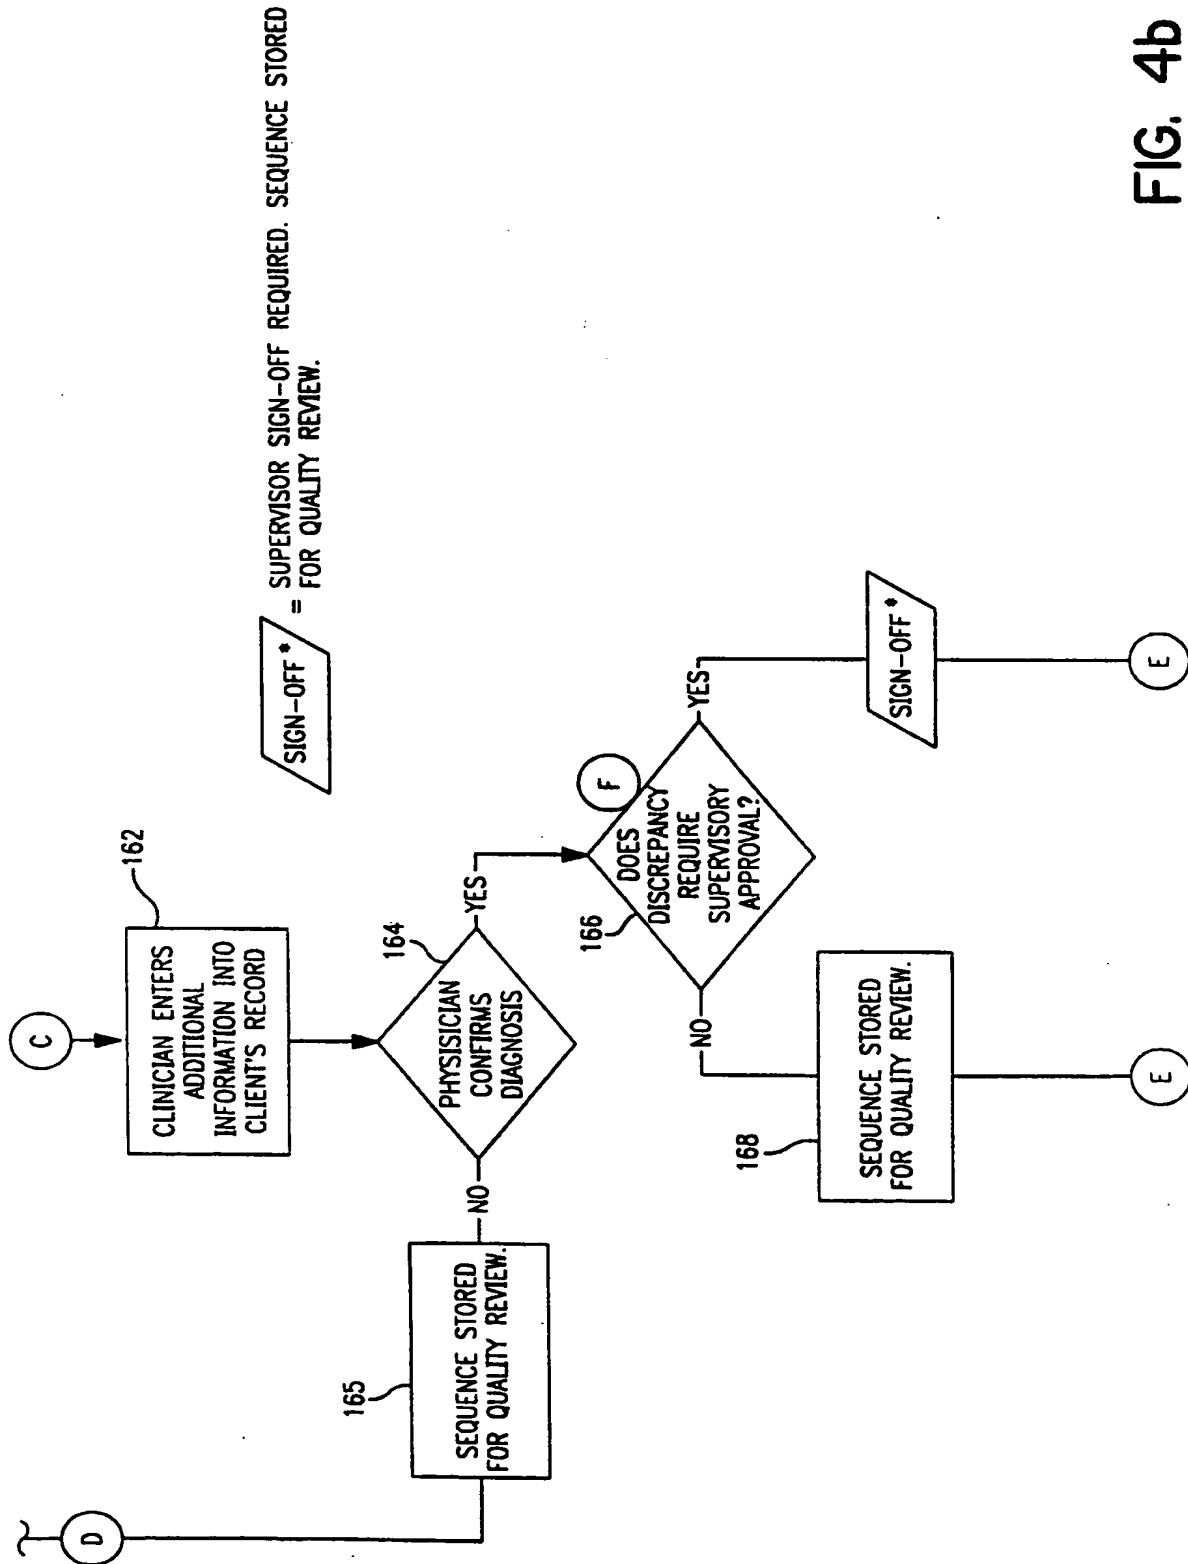 C
162
CLINICIAN ENTERS
ADDITIONAL
INFORMATION INTO
CLIENT'S RECORD
SIGN-OFF*
= SUPERVISOR SIGN-OFF REQUIRED. SEQUENCE STORED
FOR QUALITY REVIEW.
164
PHYSISICIAN
CONFIRMS
DIAGNOSIS
NO
YES
D
165
SEQUENCE STORED
FOR QUALITY REVIEW.
F
166
DOES
DISCREPANCY
REQUIRE
SUPERVISORY
APPROVAL?
NO
YES
168
SEQUENCE STORED
FOR QUALITY REVIEW.
SIGN-OFF*
E
E
FIG. 4b